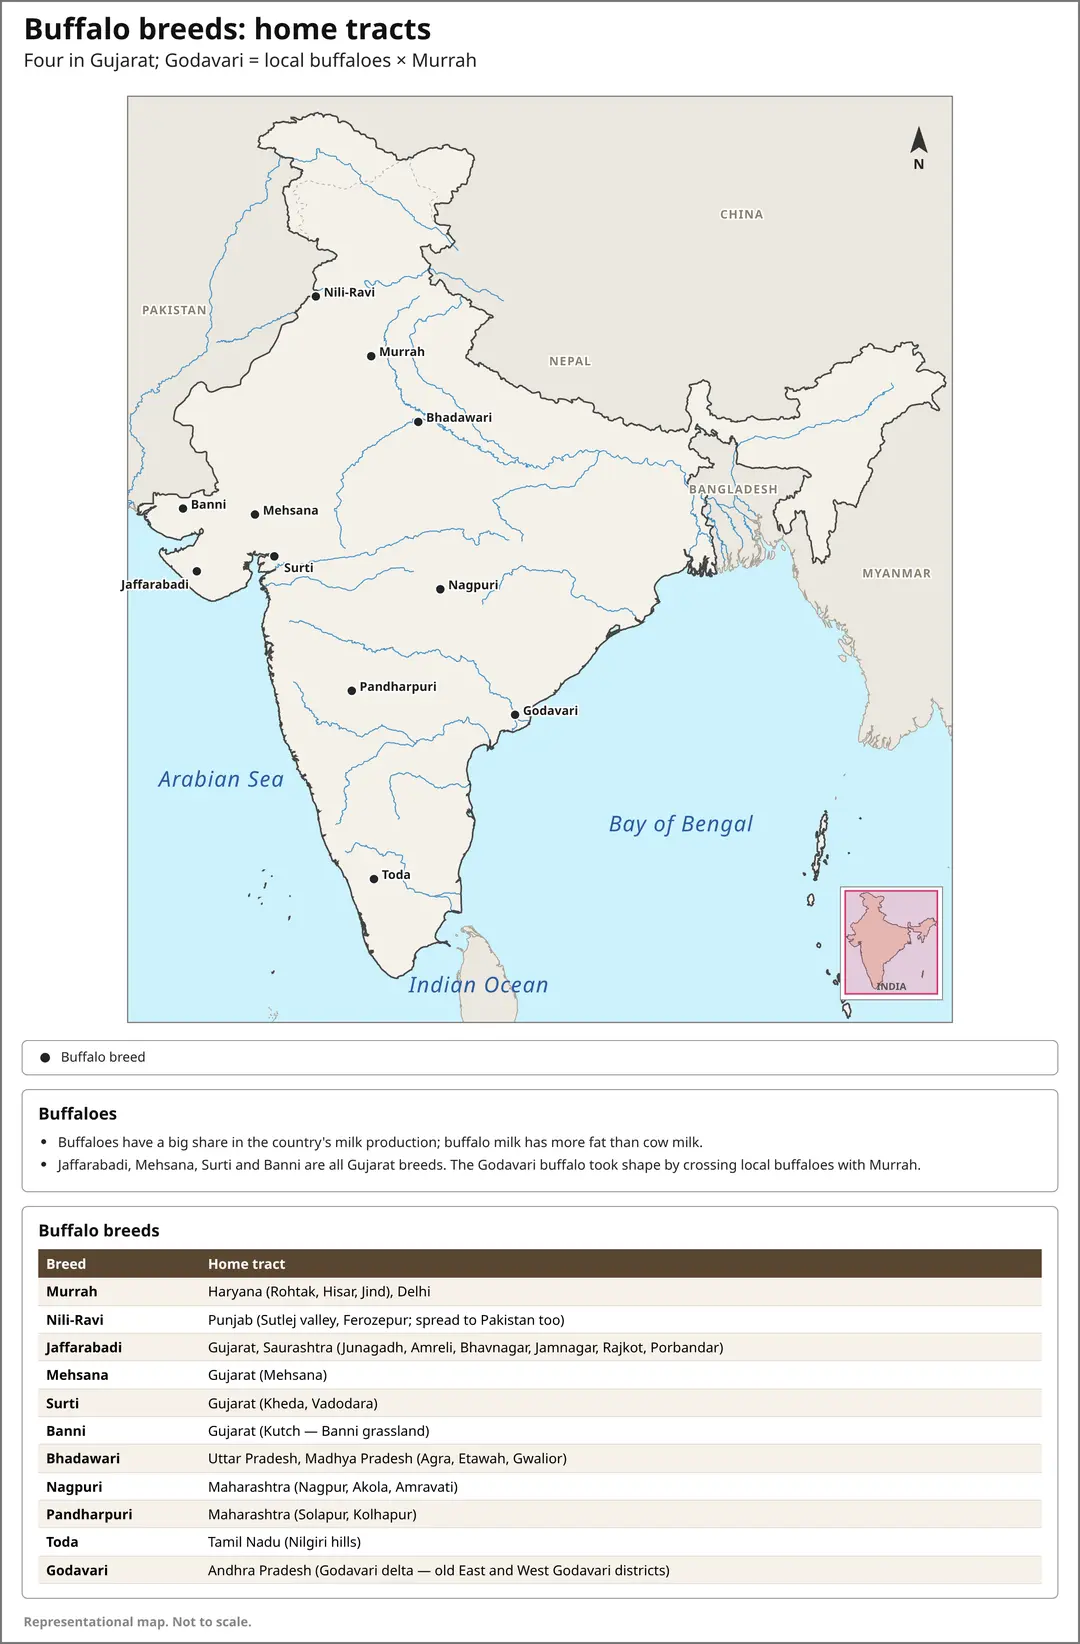 Buffalo breeds: home tracts
Four in Gujarat; Godavari = local buffaloes × Murrah
N
CHINA
PAKISTAN
Nili-Ravi
Murrah
NEPAL
Bhadawari
BANGLADESH
Banni
Mehsana
Surti
MYANMAR
Jaffarabadi
Nagpuri
Pandharpuri
Godavari
Arabian Sea
Bay of Bengal
Toda
Indian Ocean
INDIA
Buffalo breed
Buffaloes
• Buffaloes have a big share in the country's milk production; buffalo milk has more fat than cow milk.
• Jaffarabadi, Mehsana, Surti and Banni are all Gujarat breeds. The Godavari buffalo took shape by crossing local buffaloes with Murrah.
Buffalo breeds
Breed Home tract
Murrah Haryana (Rohtak, Hisar, Jind), Delhi
Nili-Ravi Punjab (Sutlej valley, Ferozepur; spread to Pakistan too)
Jaffarabadi Gujarat, Saurashtra (Junagadh, Amreli, Bhavnagar, Jamnagar, Rajkot, Porbandar)
Mehsana Gujarat (Mehsana)
Surti Gujarat (Kheda, Vadodara)
Banni Gujarat (Kutch — Banni grassland)
Bhadawari Uttar Pradesh, Madhya Pradesh (Agra, Etawah, Gwalior)
Nagpuri Maharashtra (Nagpur, Akola, Amravati)
Pandharpuri Maharashtra (Solapur, Kolhapur)
Toda Tamil Nadu (Nilgiri hills)
Godavari Andhra Pradesh (Godavari delta — old East and West Godavari districts)
Representational map. Not to scale.